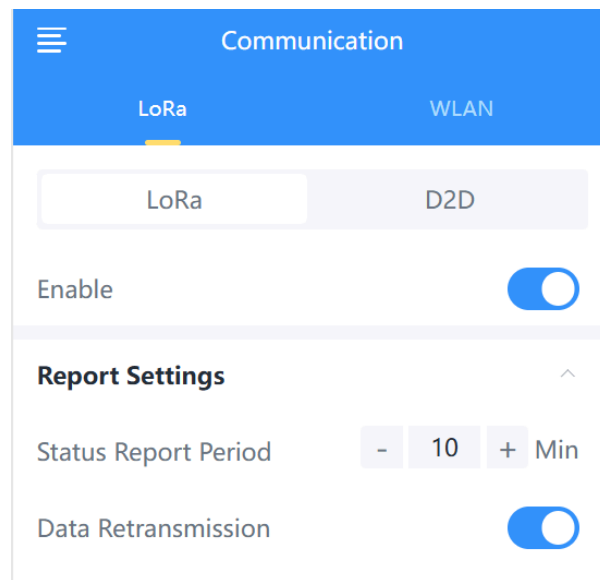 Communication
LoRa WLAN
LoRa D2D
Enable
Report Settings
Status Report Period - 10 + Min
Data Retransmission